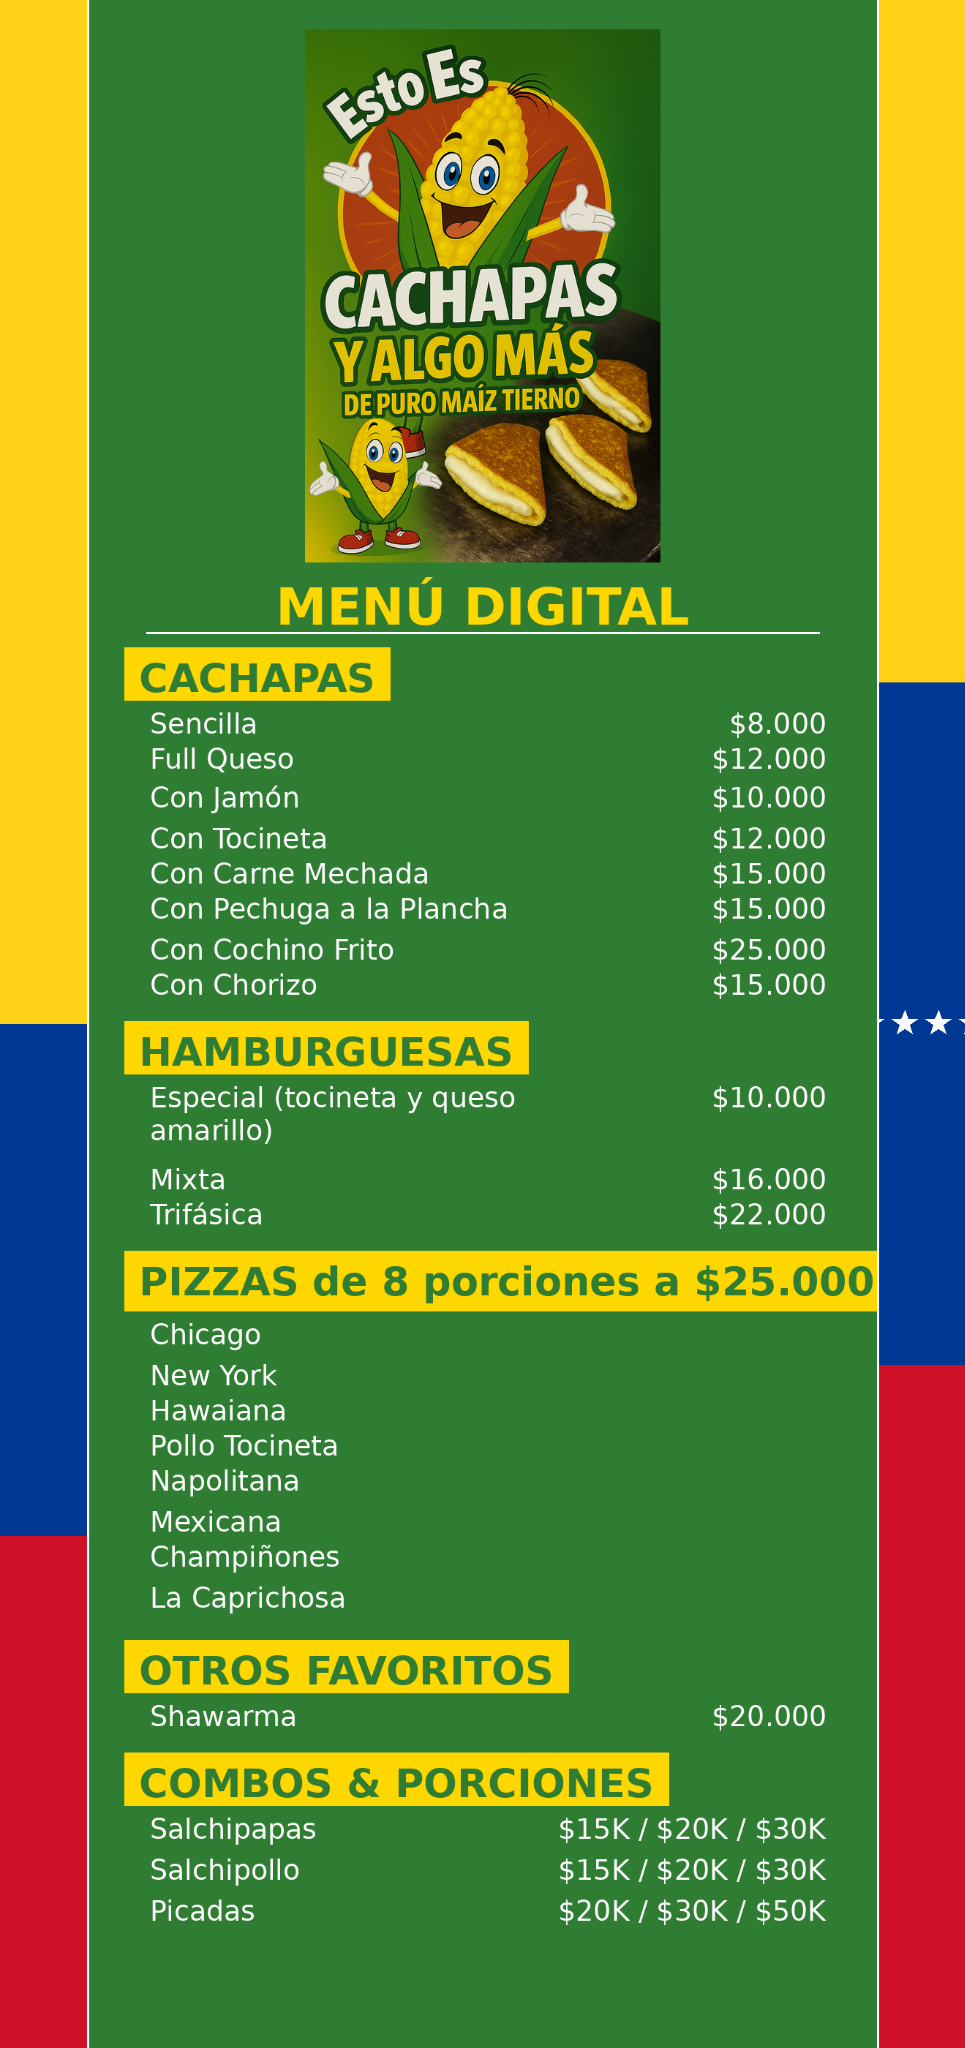 Esto Es
CACHAPAS
Y ALGO MÁS
DE PURO MAÍZ TIERNO
MENÚ DIGITAL
CACHAPAS
Sencilla $8.000
Full Queso $12.000
Con Jamón $10.000
Con Tocineta $12.000
Con Carne Mechada $15.000
Con Pechuga a la Plancha $15.000
Con Cochino Frito $25.000
Con Chorizo $15.000
HAMBURGUESAS
Especial (tocineta y queso $10.000
amarillo)
Mixta $16.000
Trifásica $22.000
PIZZAS de 8 porciones a $25.000
Chicago
New York
Hawaiana
Pollo Tocineta
Napolitana
Mexicana
Champiñones
La Caprichosa
OTROS FAVORITOS
Shawarma $20.000
COMBOS & PORCIONES
Salchipapas $15K / $20K / $30K
Salchipollo $15K / $20K / $30K
Picadas $20K / $30K / $50K